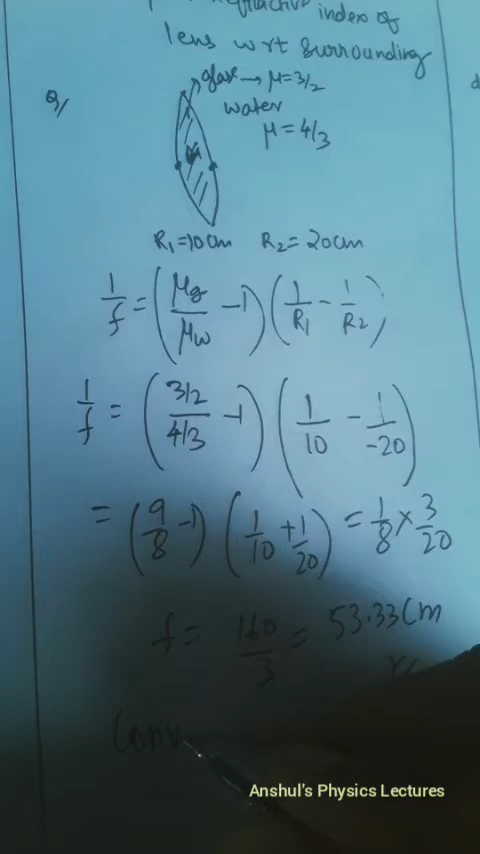 index of
lens wrt surrounding
Q/
glass → μ=3/2
water
μ = 4/3
R₁=10cm R₂=20cm
1/f = (μg/μw - 1)(1/R₁ - 1/R₂)
1/f = (3/2/4/3 - 1)(1/10 - 1/-20)
= (9/8 - 1)(1/10 + 1/20) = 1/8 × 3/20
f = 160/3 = 53.33cm
Conv
Anshul's Physics Lectures